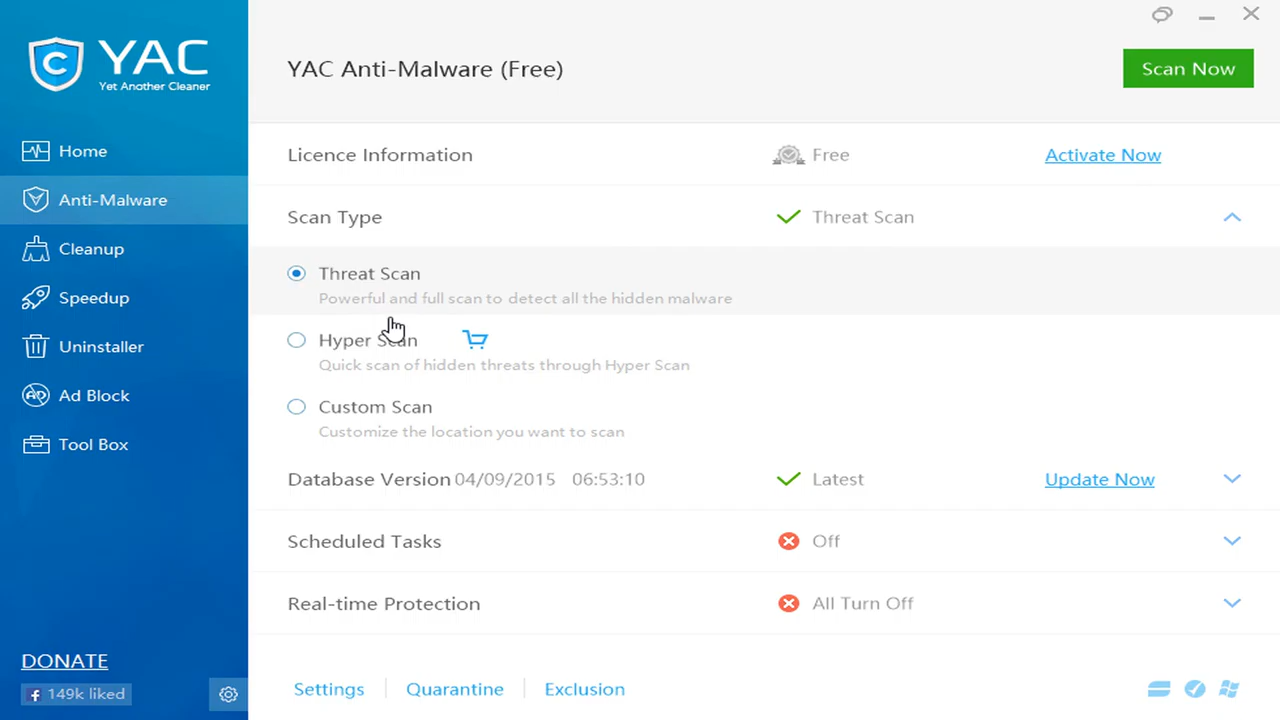 YAC
Yet Another Cleaner
Home
Anti-Malware
Cleanup
Speedup
Uninstaller
Ad Block
Tool Box
DONATE
149k liked
YAC Anti-Malware (Free)
Scan Now
Licence Information Free Activate Now
Scan Type Threat Scan
Threat Scan
Powerful and full scan to detect all the hidden malware
Hyper Scan
Quick scan of hidden threats through Hyper Scan
Custom Scan
Customize the location you want to scan
Database Version 04/09/2015 06:53:10 Latest Update Now
Scheduled Tasks Off
Real-time Protection All Turn Off
Settings Quarantine Exclusion